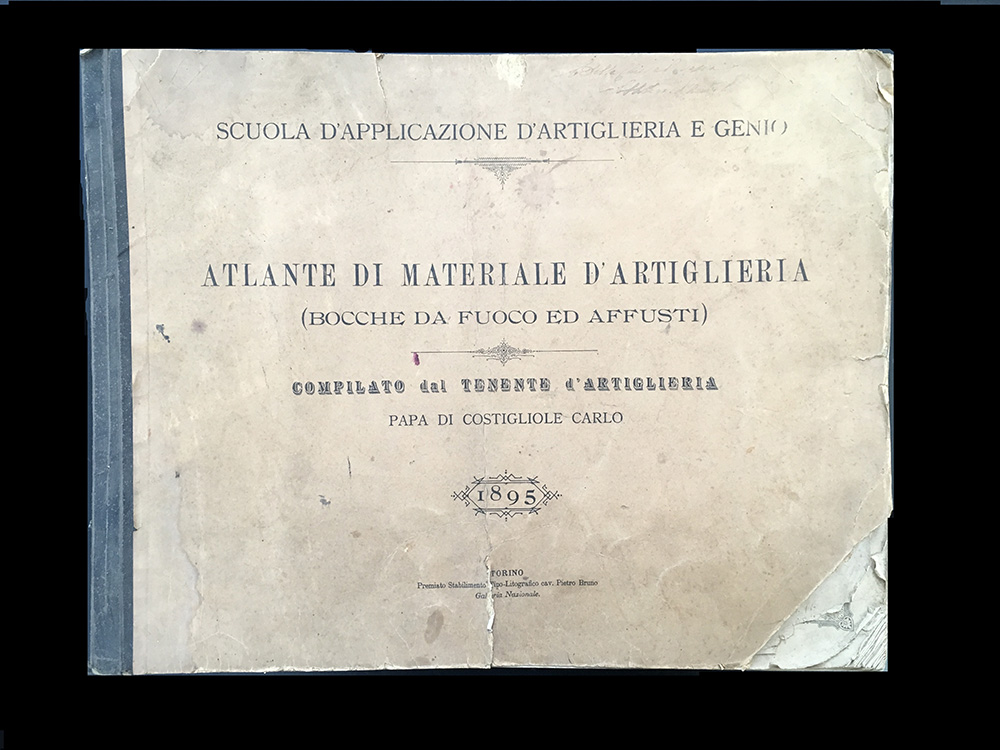 SCUOLA D'APPLICAZIONE D'ARTIGLIERIA E GENIO
ATLANTE DI MATERIALE D'ARTIGLIERIA
(BOCCHE DA FUOCO ED AFFUSTI)
COMPILATO dal TENENTE d'ARTIGLIERIA
PAPA DI COSTIGLIOLE CARLO
1895
TORINO
Premiato Stabilimento Tipo-Litografico cav. Pietro Bruno
Galleria Nazionale.